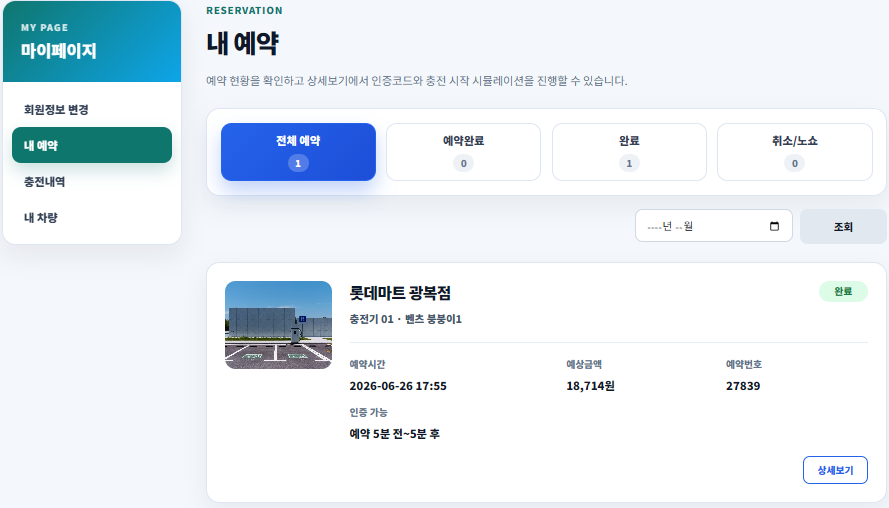 MY PAGE
마이페이지
회원정보 변경
내 예약
충전내역
내 차량
RESERVATION
내 예약
예약 현황을 확인하고 상세보기에서 인증코드와 충전 시작 시뮬레이션을 진행할 수 있습니다.
전체 예약
1
예약완료
0
완료
1
취소/노쇼
0
----년 --월
조회
롯데마트 광복점
완료
충전기 01 · 벤츠 붕붕이1
예약시간
예상금액
예약번호
2026-06-26 17:55
18,714원
27839
인증 가능
예약 5분 전~5분 후
상세보기